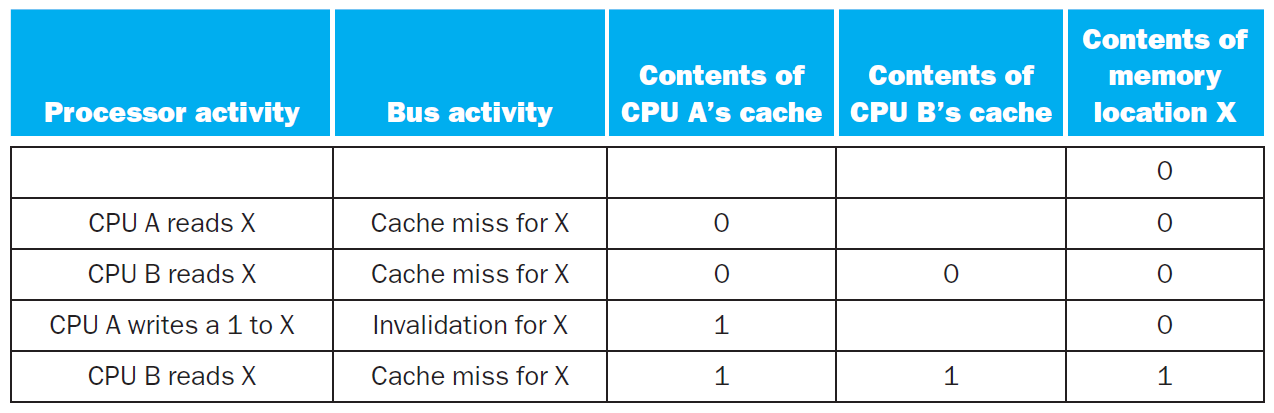 Processor activity
Bus activity
Contents of
CPU A’s cache
Contents of
CPU B’s cache
Contents of
memory
location X
0
CPU A reads X Cache miss for X 0 0
CPU B reads X Cache miss for X 0 0 0
CPU A writes a 1 to X Invalidation for X 1 0
CPU B reads X Cache miss for X 1 1 1